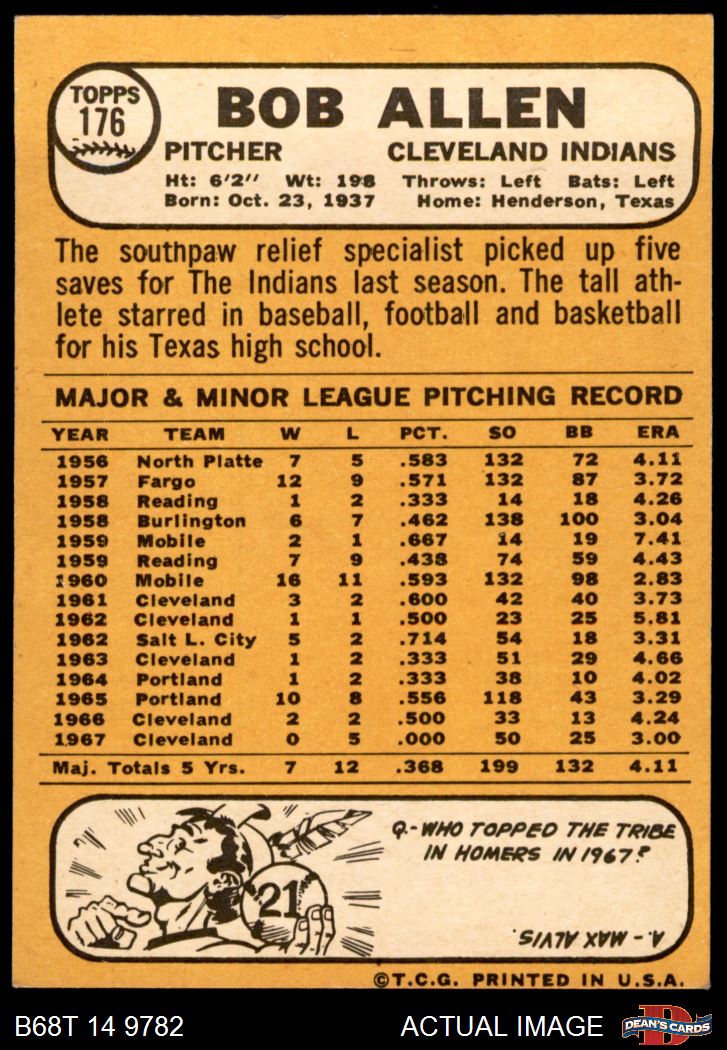 TOPPS
176
BOB ALLEN
PITCHER CLEVELAND INDIANS
Ht: 6'2" Wt: 198 Throws: Left Bats: Left
Born: Oct. 23, 1937 Home: Henderson, Texas
The southpaw relief specialist picked up five
saves for The Indians last season. The tall ath-
lete starred in baseball, football and basketball
for his Texas high school.
MAJOR & MINOR LEAGUE PITCHING RECORD
YEAR TEAM W L PCT. SO BB ERA
1956 North Platte 7 5 .583 132 72 4.11
1957 Fargo 12 9 .571 132 87 3.72
1958 Reading 1 2 .333 14 18 4.26
1958 Burlington 6 7 .462 138 100 3.04
1959 Mobile 2 1 .667 14 19 7.41
1959 Reading 7 9 .438 74 59 4.43
1960 Mobile 16 11 .593 132 98 2.83
1961 Cleveland 3 2 .600 42 40 3.73
1962 Cleveland 1 1 .500 23 25 5.81
1962 Salt L. City 5 2 .714 54 18 3.31
1963 Cleveland 1 2 .333 51 29 4.66
1964 Portland 1 2 .333 38 10 4.02
1965 Portland 10 8 .556 118 43 3.29
1966 Cleveland 2 2 .500 33 13 4.24
1967 Cleveland 0 5 .000 50 25 3.00
Maj. Totals 5 Yrs. 7 12 .368 199 132 4.11
Q.-WHO TOPPED THE TRIBE
IN HOMERS IN 1967?
21
A.-MAX ALVIS.
©T.C.G. PRINTED IN U.S.A.
B68T 14 9782 ACTUAL IMAGE
D
DEAN'S CARDS